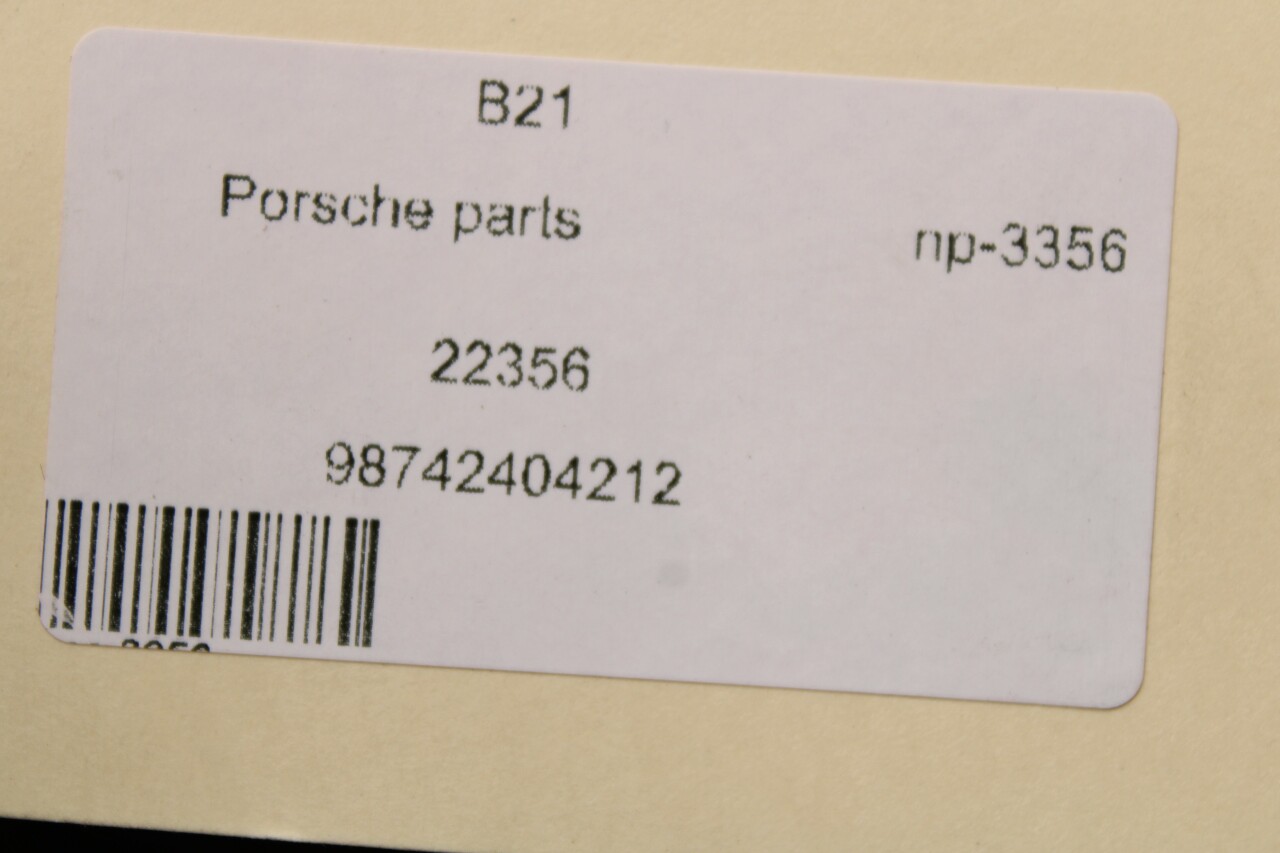 B21
Porsche parts
np-3356
22356
98742404212